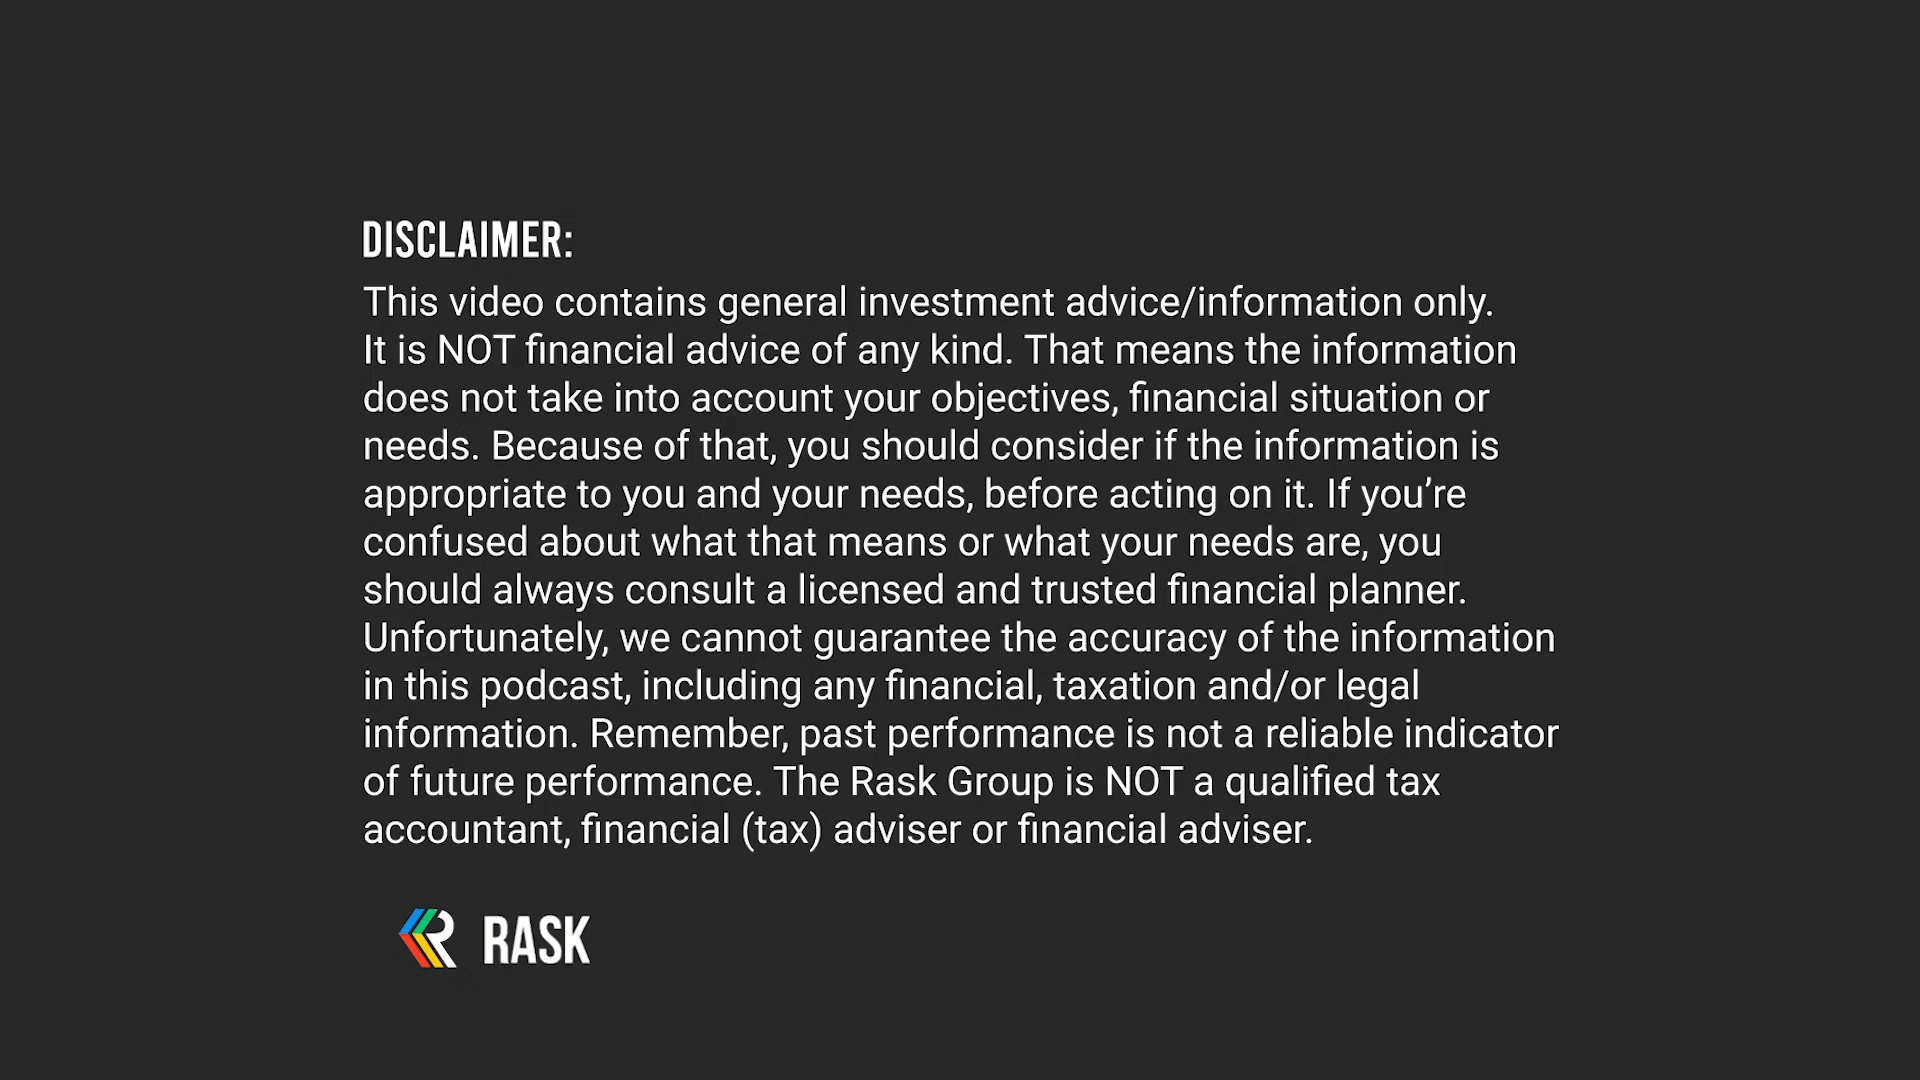 DISCLAIMER:
This video contains general investment advice/information only.
It is NOT financial advice of any kind. That means the information
does not take into account your objectives, financial situation or
needs. Because of that, you should consider if the information is
appropriate to you and your needs, before acting on it. If you’re
confused about what that means or what your needs are, you
should always consult a licensed and trusted financial planner.
Unfortunately, we cannot guarantee the accuracy of the information
in this podcast, including any financial, taxation and/or legal
information. Remember, past performance is not a reliable indicator
of future performance. The Rask Group is NOT a qualified tax
accountant, financial (tax) adviser or financial adviser.
RASK